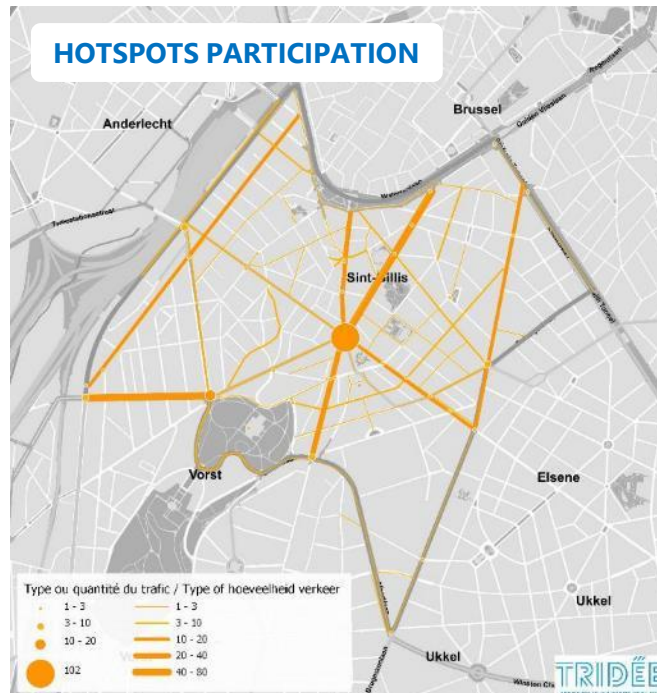 HOTSPOTS PARTICIPATION
Anderlecht
Brussel
Sint-Gillis
Vorst
Elsene
Ukkel
Ukkel
Type ou quantité du trafic / Type of hoeveelheid verkeer
1 - 3
1 - 3
3 - 10
3 - 10
10 - 20
10 - 20
20 - 40
102
40 - 80
TRIDÉE